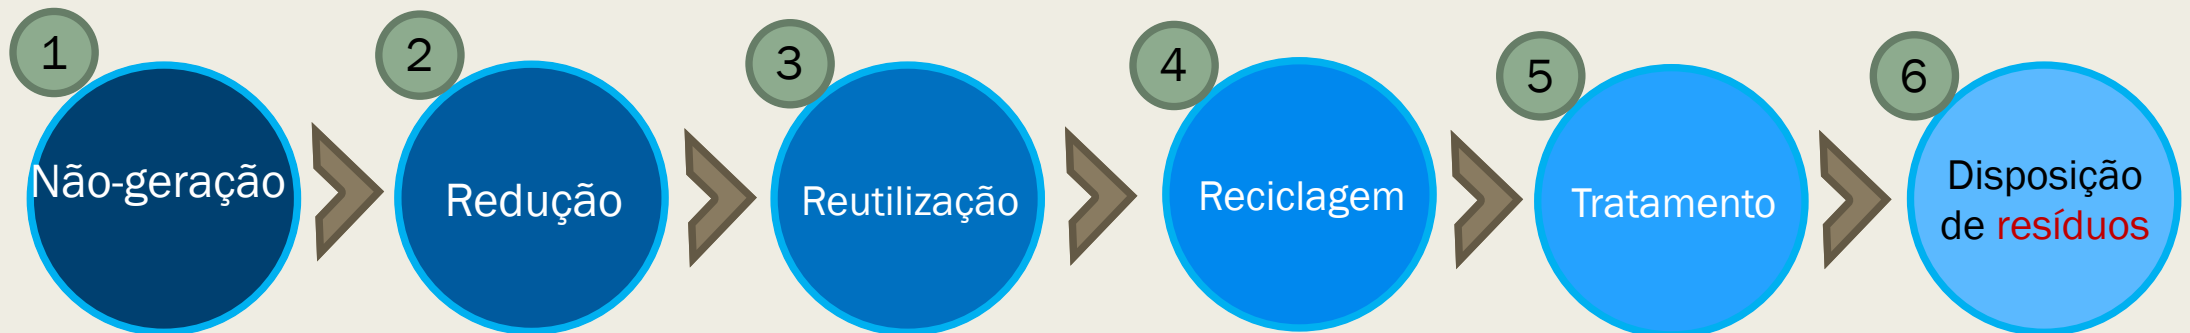 1
Não-geração
2
Redução
3
Reutilização
4
Reciclagem
5
Tratamento
6
Disposição
de resíduos